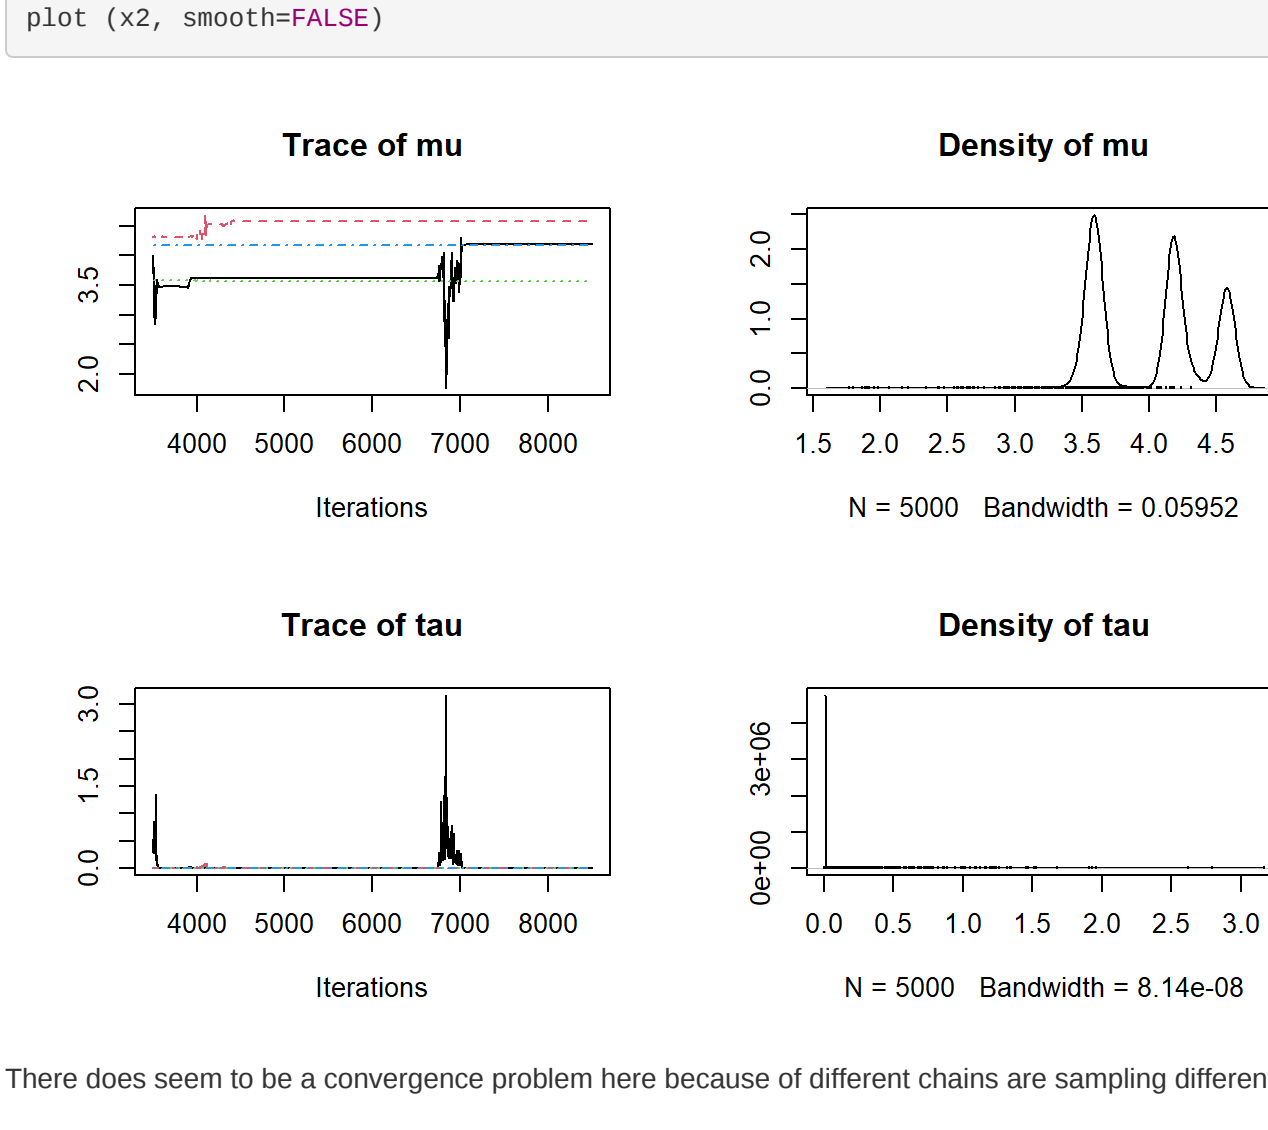 plot (x2, smooth=FALSE)
Trace of mu
Density of mu
3.5
2.0
4000 5000 6000 7000 8000
Iterations
2.0
1.0
0.0
1.5 2.0 2.5 3.0 3.5 4.0 4.5
N = 5000 Bandwidth = 0.05952
Trace of tau
Density of tau
3.0
1.5
0.0
4000 5000 6000 7000 8000
Iterations
3e+06
0e+00
0.0 0.5 1.0 1.5 2.0 2.5 3.0
N = 5000 Bandwidth = 8.14e-08
There does seem to be a convergence problem here because of different chains are sampling differen